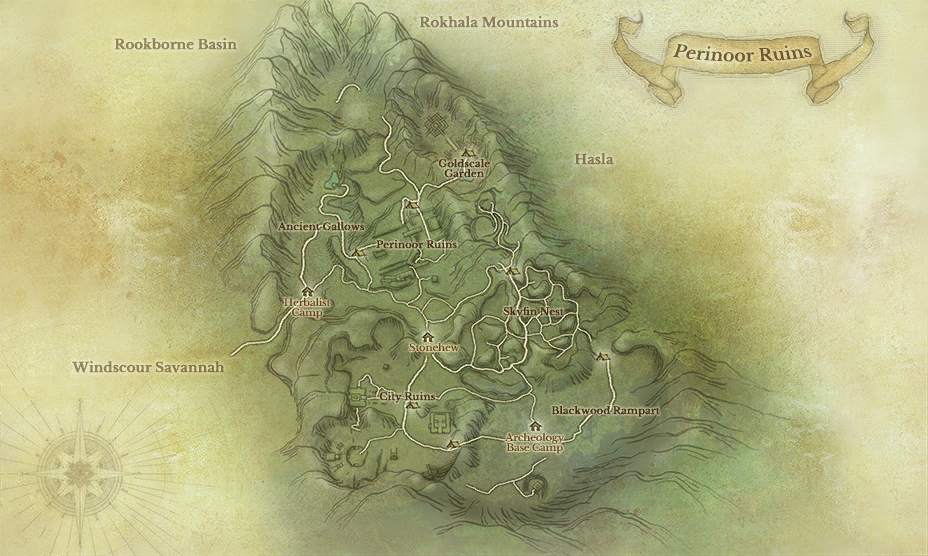 Rokhala Mountains
Rookborne Basin
Perinoor Ruins
Hasla
Goldscale
Garden
Ancient Gallows
Perinoor Ruins
Herbalist
Camp
Skyfin Nest
Stonehew
Windscour Savannah
City Ruins
Blackwood Rampart
Archeology
Base Camp